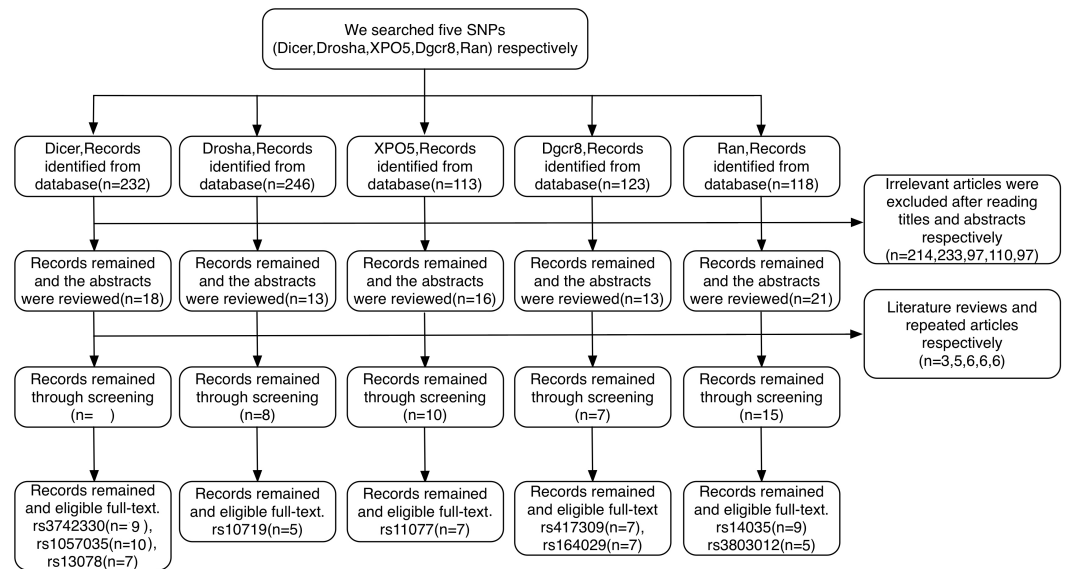 We searched five SNPs
(Dicer,Drosha,XPO5,Dgcr8,Ran) respectively
Dicer,Records
identified from
database(n=232)
Drosha,Records
identified from
database(n=246)
XPO5,Records
identified from
database(n=113)
Dgcr8,Records
identified from
database(n=123)
Ran,Records
identified from
database(n=118)
Irrelevant articles were
excluded after reading
titles and abstracts
respectively
(n=214,233,97,110,97)
Records remained
and the abstracts
were reviewed(n=18)
Records remained
and the abstracts
were reviewed(n=13)
Records remained
and the abstracts
were reviewed(n=16)
Records remained
and the abstracts
were reviewed(n=13)
Records remained
and the abstracts
were reviewed(n=21)
Literature reviews and
repeated articles
respectively
(n=3,5,6,6,6)
Records remained
through screening
(n= )
Records remained
through screening
(n=8)
Records remained
through screening
(n=10)
Records remained
through screening
(n=7)
Records remained
through screening
(n=15)
Records remained
and eligible full-text.
rs3742330(n= 9 ),
rs1057035(n=10),
rs13078(n=7)
Records remained
and eligible full-text.
rs10719(n=5)
Records remained
and eligible full-text.
rs11077(n=7)
Records remained
and eligible full-text
rs417309(n=7),
rs164029(n=7)
Records remained
and eligible full-text.
rs14035(n=9)
rs3803012(n=5)